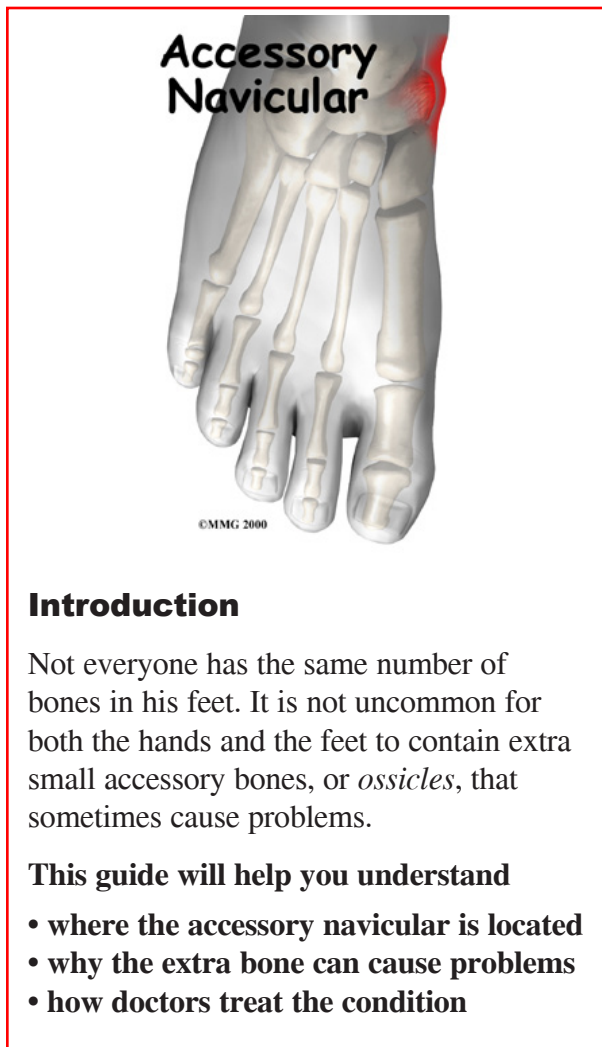 Accessory
Navicular
©MMG 2000
Introduction
Not everyone has the same number of
bones in his feet. It is not uncommon for
both the hands and the feet to contain extra
small accessory bones, or ossicles, that
sometimes cause problems.
This guide will help you understand
• where the accessory navicular is located
• why the extra bone can cause problems
• how doctors treat the condition